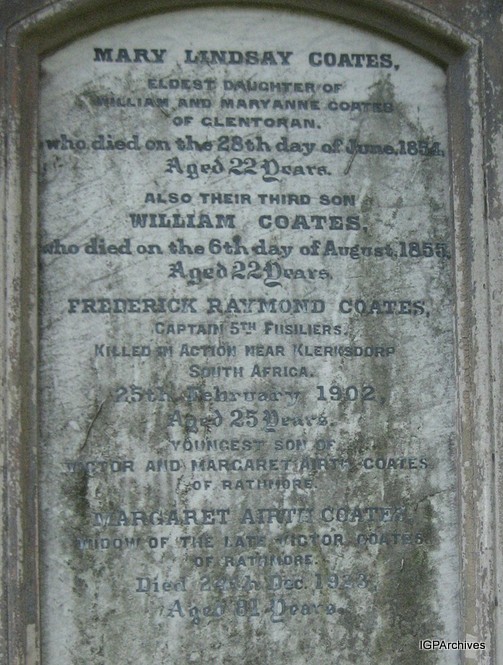 MARY LINDSAY COATES,
ELDEST DAUGHTER OF
WILLIAM AND MARYANNE COATES
OF GLENTORAN.
who died on the 28th day of June, 1854,
Aged 22 Years.
ALSO THEIR THIRD SON
WILLIAM COATES,
who died on the 6th day of August, 1855,
Aged 22 Years.
FREDERICK RAYMOND COATES,
CAPTAIN 5TH FUSILIERS.
KILLED IN ACTION NEAR KLERKSDORP
SOUTH AFRICA.
25th February 1902
Aged 25 Years.
YOUNGEST SON OF
VICTOR AND MARGARET AIRTH COATES
OF RATHMORE.
MARGARET AIRTH COATES
WIDOW OF THE LATE VICTOR COATES
OF RATHMORE.
Died Dec.
Aged 81 Years.
IGPArchives